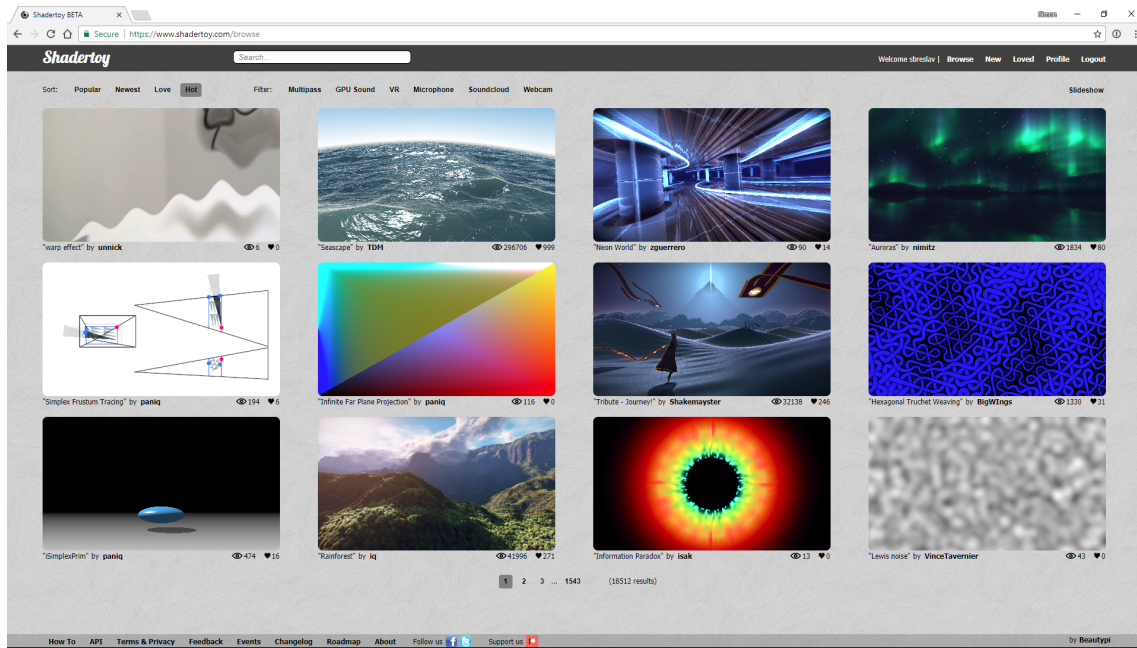 Shadertoy BETA
Simon
Secure | https://www.shadertoy.com/browse
Shadertoy
Search...
Welcome sbreslav | Browse New Loved Profile Logout
Sort: Popular Newest Love Hot Filter: Multipass GPU Sound VR Microphone Soundcloud Webcam Slideshow
"warp effect" by unnick 6 0
"Seascape" by TDM 296706 999
"Neon World" by zguerrero 90 14
"Auroras" by nimitz 1834 80
"Simplex Frustum Tracing" by paniq 194 6
"Infinite Far Plane Projection" by paniq 116 0
"Tribute - Journey!" by Shakemayster 32138 246
"Hexagonal Truchet Weaving" by BigWIngs 1330 31
"iSimplexPrim" by paniq 474 16
"Rainforest" by iq 41996 271
"Information Paradox" by isak 13 0
"Lewis noise" by VinceTavernier 43 0
1 2 3 ... 1543 (18512 results)
How To API Terms & Privacy Feedback Events Changelog Roadmap About Follow us Support us by Beautypi